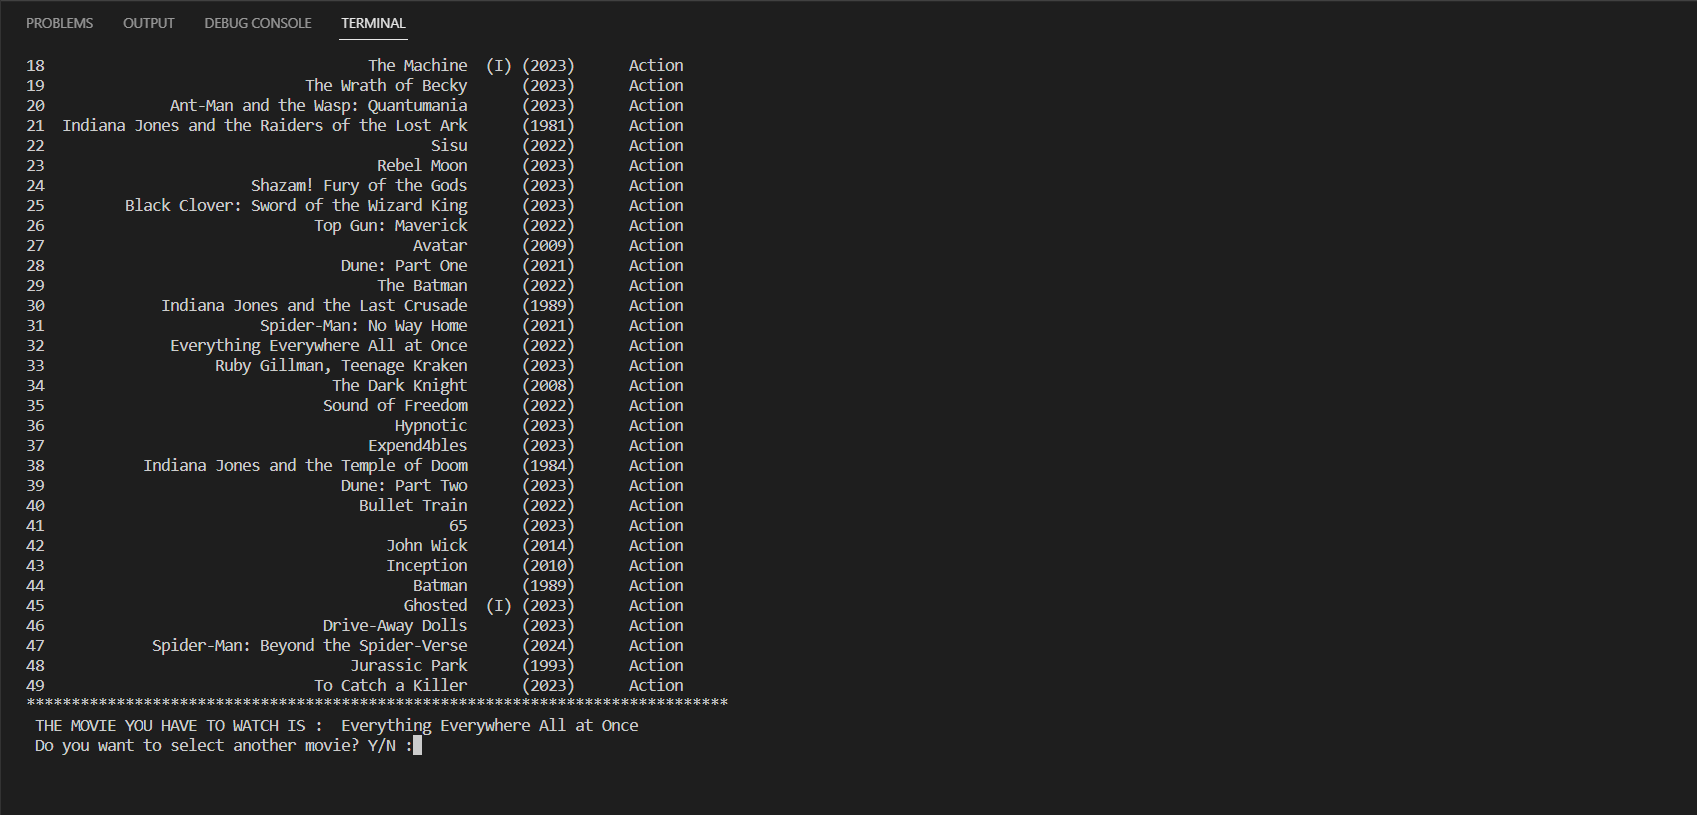 PROBLEMS OUTPUT DEBUG CONSOLE TERMINAL
18 The Machine (I) (2023) Action
19 The Wrath of Becky (2023) Action
20 Ant-Man and the Wasp: Quantumania (2023) Action
21 Indiana Jones and the Raiders of the Lost Ark (1981) Action
22 Sisu (2022) Action
23 Rebel Moon (2023) Action
24 Shazam! Fury of the Gods (2023) Action
25 Black Clover: Sword of the Wizard King (2023) Action
26 Top Gun: Maverick (2022) Action
27 Avatar (2009) Action
28 Dune: Part One (2021) Action
29 The Batman (2022) Action
30 Indiana Jones and the Last Crusade (1989) Action
31 Spider-Man: No Way Home (2021) Action
32 Everything Everywhere All at Once (2022) Action
33 Ruby Gillman, Teenage Kraken (2023) Action
34 The Dark Knight (2008) Action
35 Sound of Freedom (2022) Action
36 Hypnotic (2023) Action
37 Expend4bles (2023) Action
38 Indiana Jones and the Temple of Doom (1984) Action
39 Dune: Part Two (2023) Action
40 Bullet Train (2022) Action
41 65 (2023) Action
42 John Wick (2014) Action
43 Inception (2010) Action
44 Batman (1989) Action
45 Ghosted (I) (2023) Action
46 Drive-Away Dolls (2023) Action
47 Spider-Man: Beyond the Spider-Verse (2024) Action
48 Jurassic Park (1993) Action
49 To Catch a Killer (2023) Action
******************************************************************************
THE MOVIE YOU HAVE TO WATCH IS : Everything Everywhere All at Once
Do you want to select another movie? Y/N :